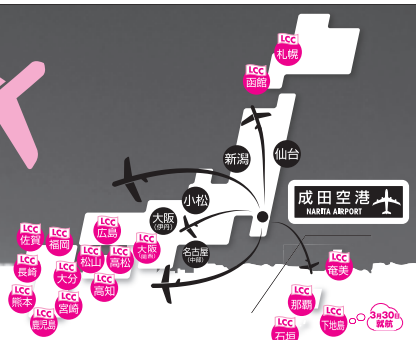 LCC
札幌
LCC
函館
新潟
仙台
成田空港
NARITA AIRPORT
小松
大阪
(伊丹)
名古屋
(中部)
LCC
広島
LCC
佐賀
LCC
福岡
LCC
松山
LCC
高松
LCC
大阪
(関西)
LCC
長崎
LCC
大分
LCC
高知
LCC
熊本
LCC
宮崎
LCC
鹿児島
LCC
奄美
LCC
那覇
LCC
下地島
3月30日
就航
LCC
石垣